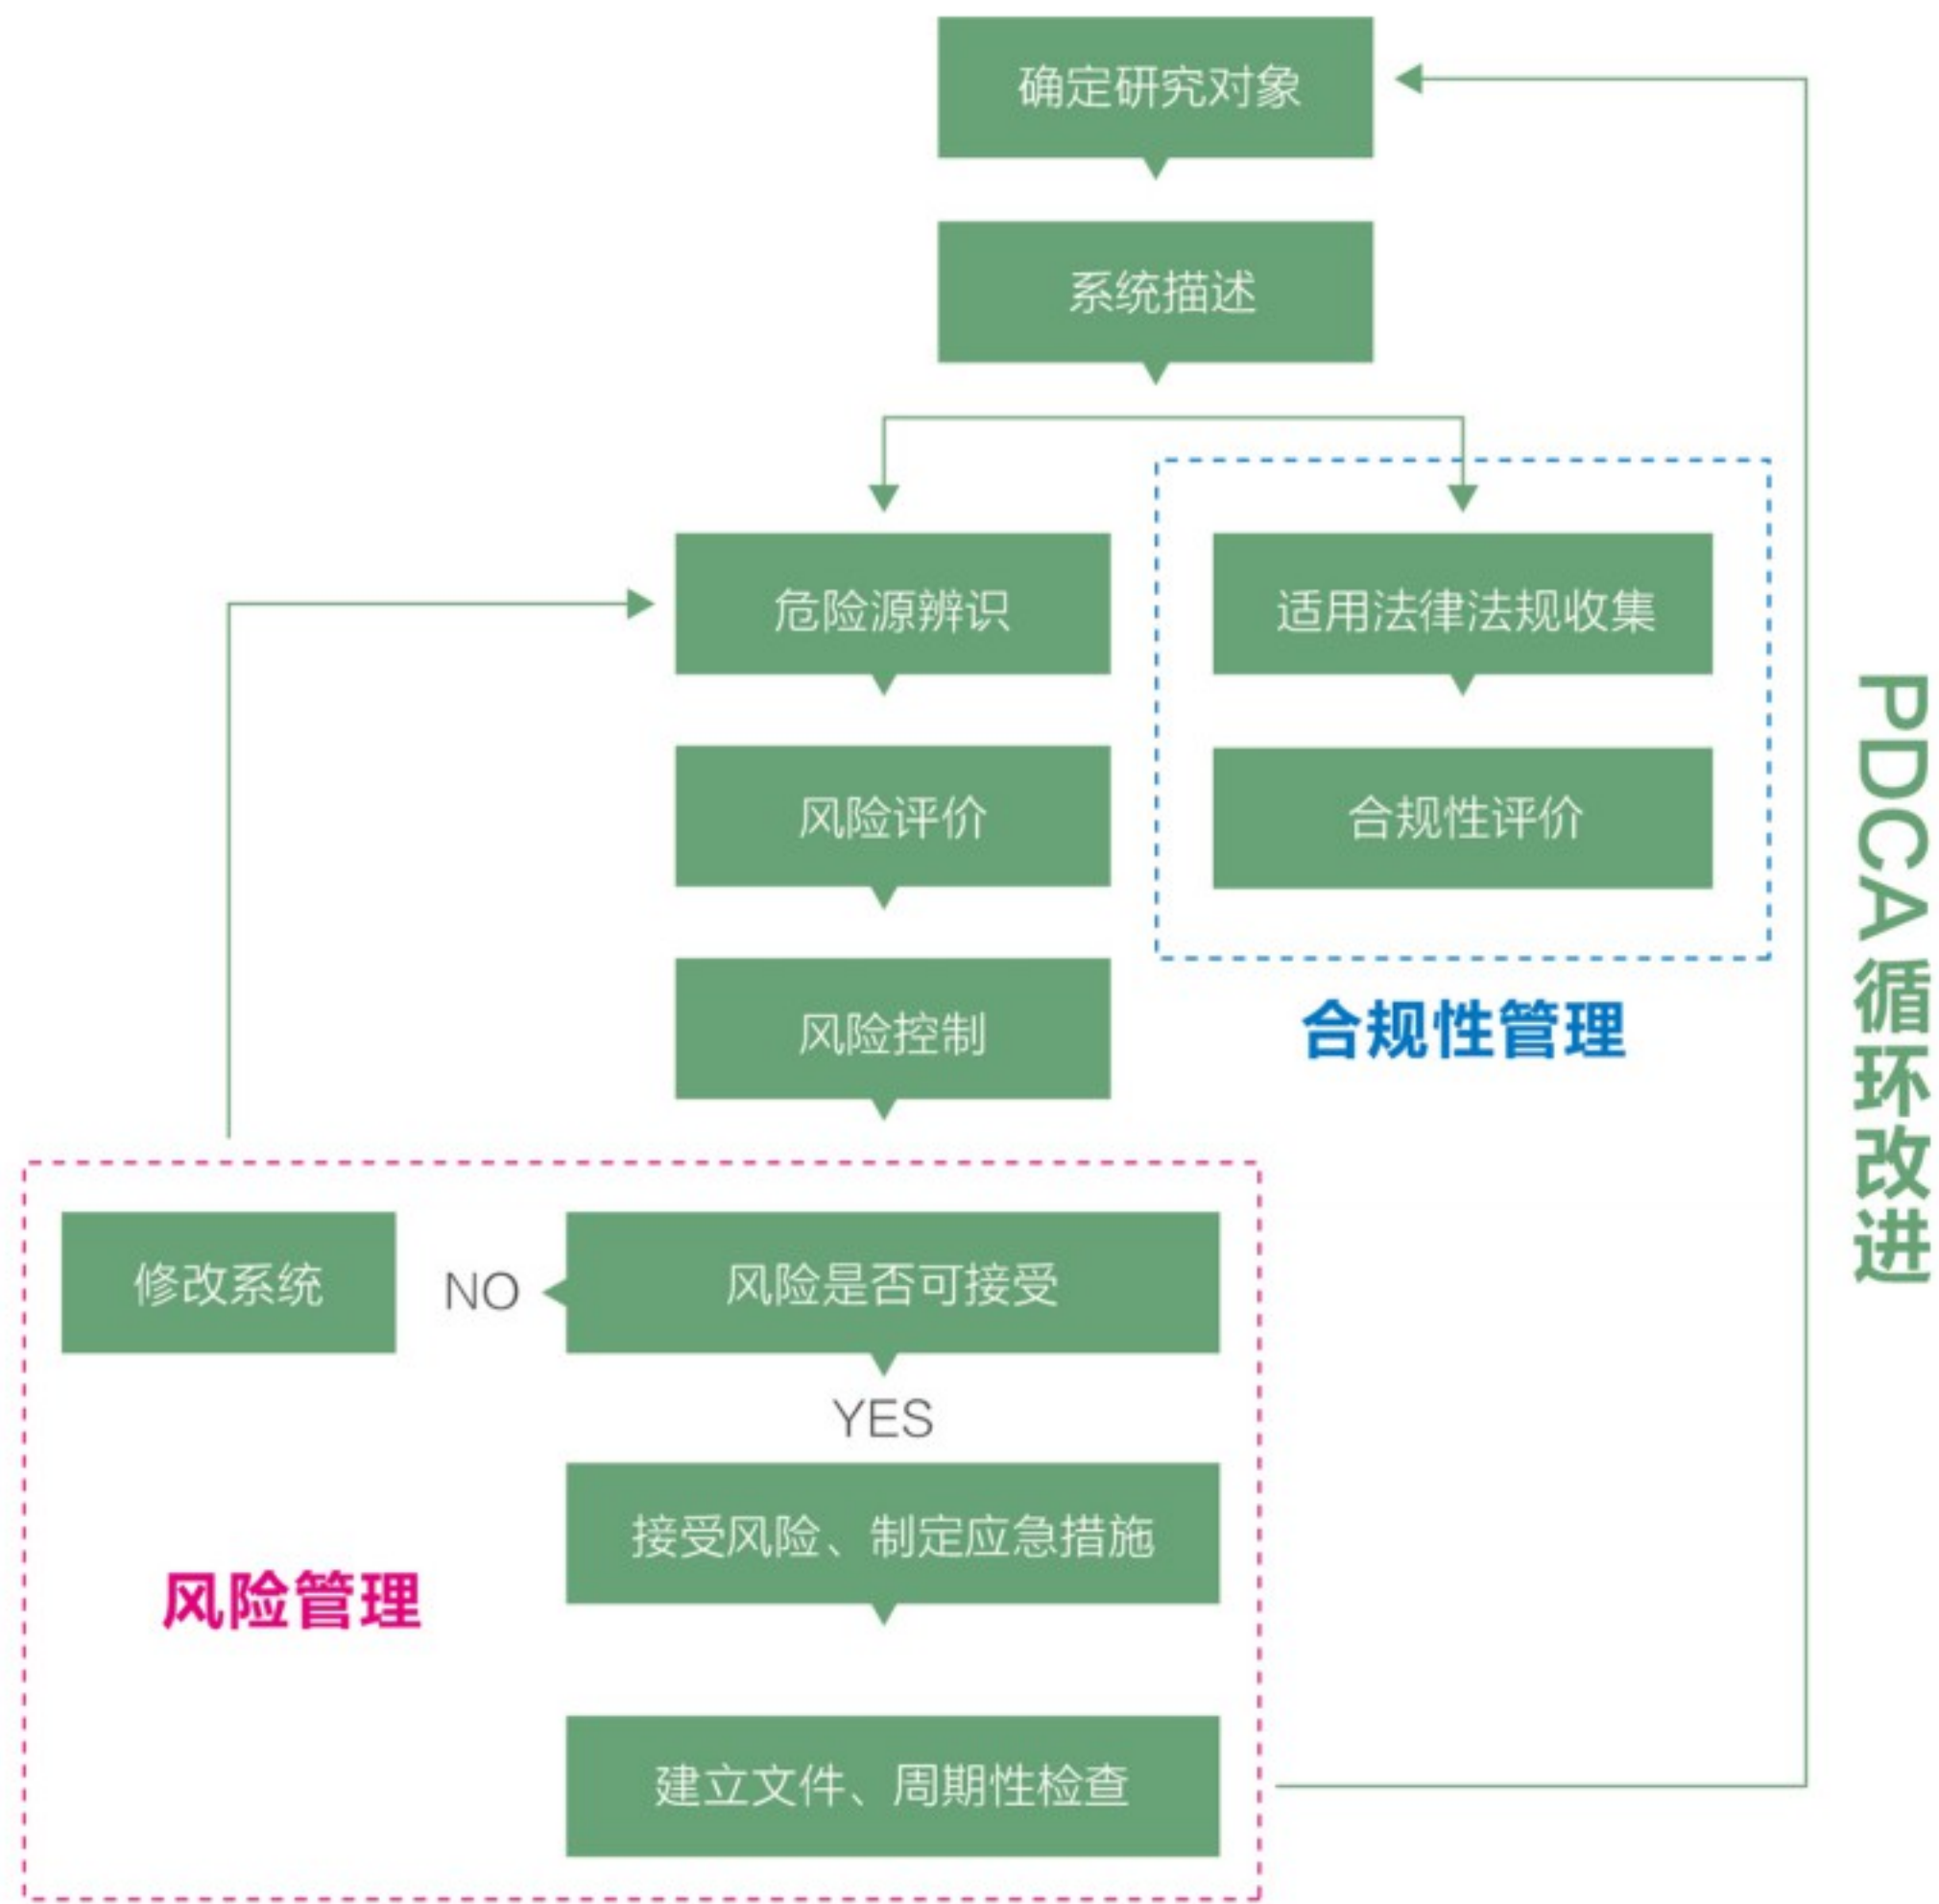 确定研究对象
系统描述
危险源辨识
适用法律法规收集
风险评价
合规性评价
风险控制
合规性管理
PDCA循环改进
修改系统
NO
风险是否可接受
YES
接受风险、制定应急措施
风险管理
建立文件、周期性检查